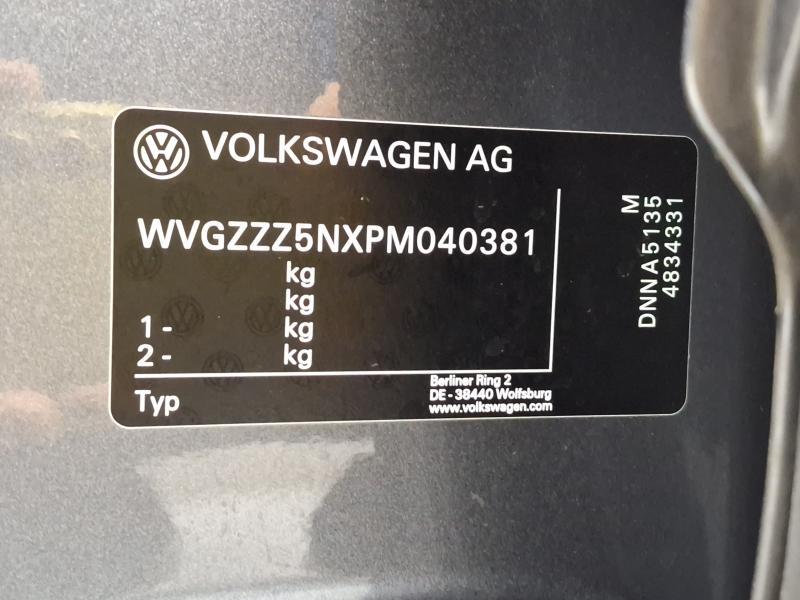 VOLKSWAGEN AG
WVGZZZ5NXPM040381
kg
kg
1 - kg
2 - kg
Typ
Berliner Ring 2
DE - 38440 Wolfsburg
www.volkswagen.com
M
DNNA5135
4834331